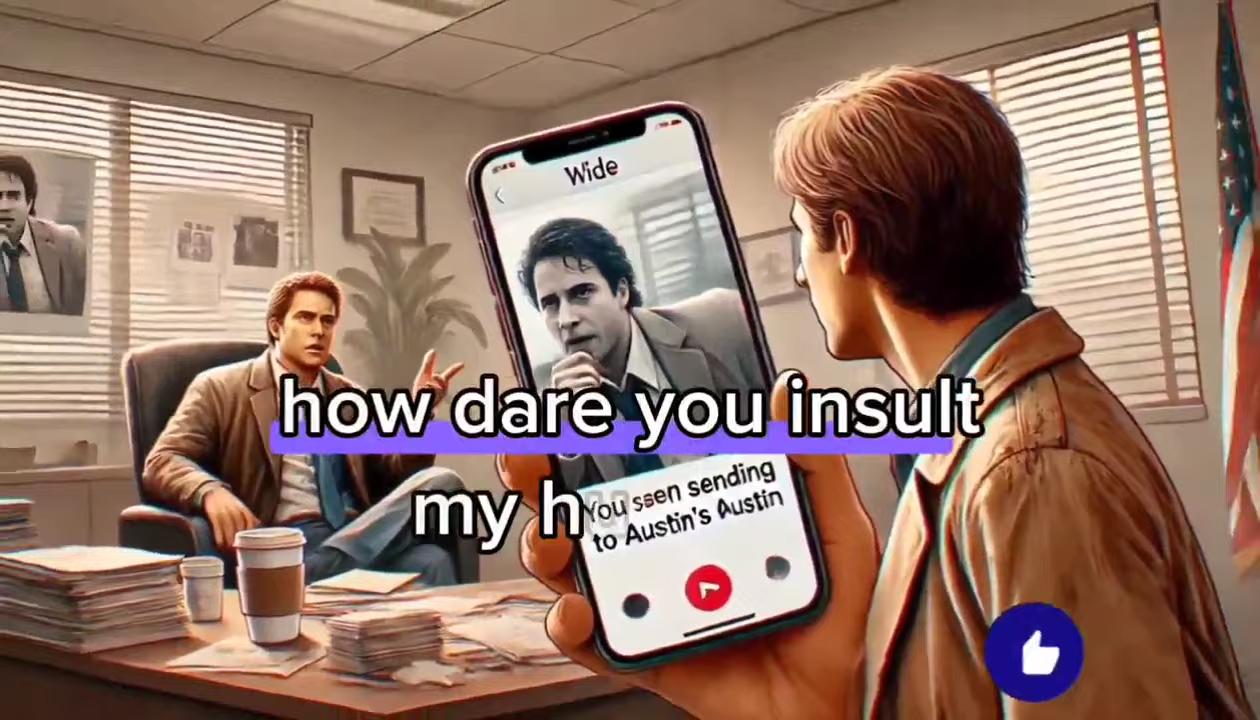 Wide
how dare you insult
my h
You ssen sending
to Austin's Austin